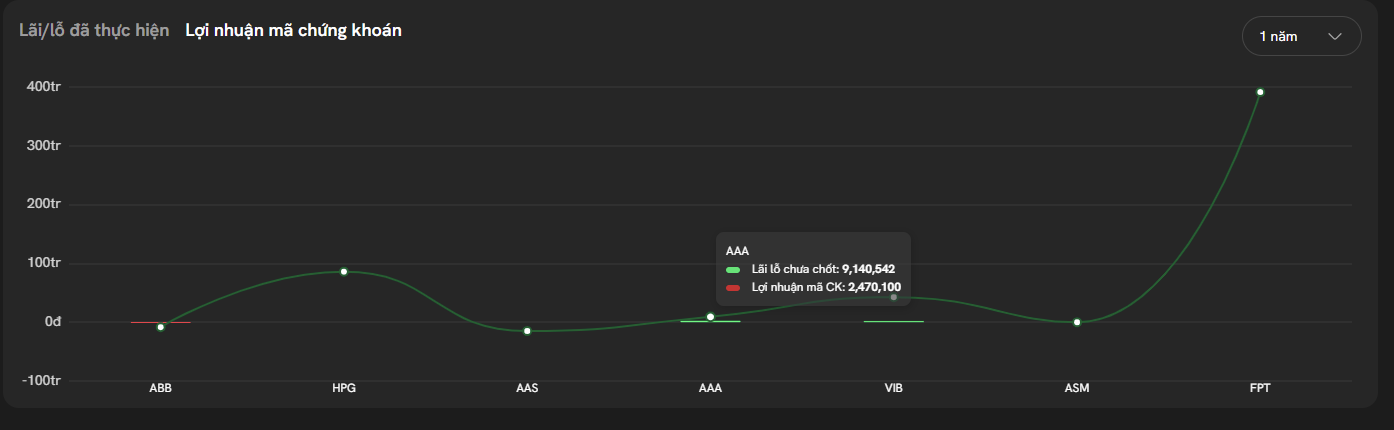 Lãi/lỗ đã thực hiện Lợi nhuận mã chứng khoán
1 năm
400tr
300tr
200tr
100tr
0đ
-100tr
AAA
Lãi lỗ chưa chốt: 9,140,542
Lợi nhuận mã CK: 2,470,100
ABB HPG AAS AAA VIB ASM FPT